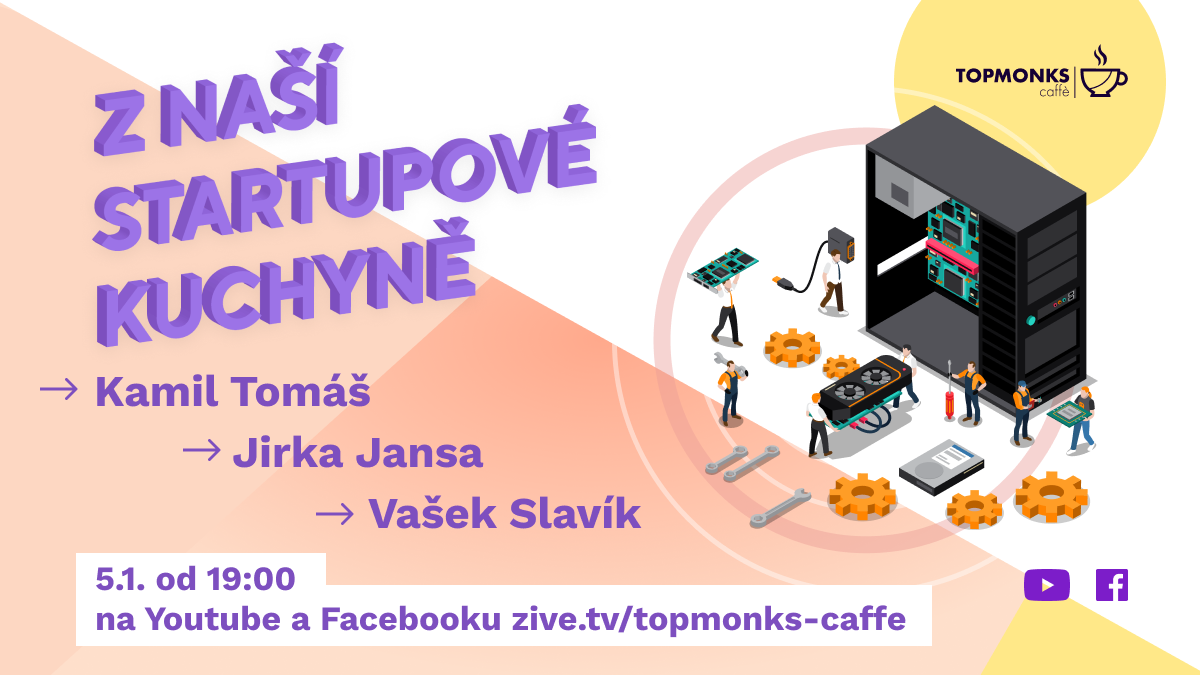 TOPMONKS
caffè
Z NAŠÍ
STARTUPOVÉ
KUCHYNĚ
→ Kamil Tomáš
→ Jirka Jansa
→ Vašek Slavík
5.1. od 19:00
na Youtube a Facebooku zive.tv/topmonks-caffe